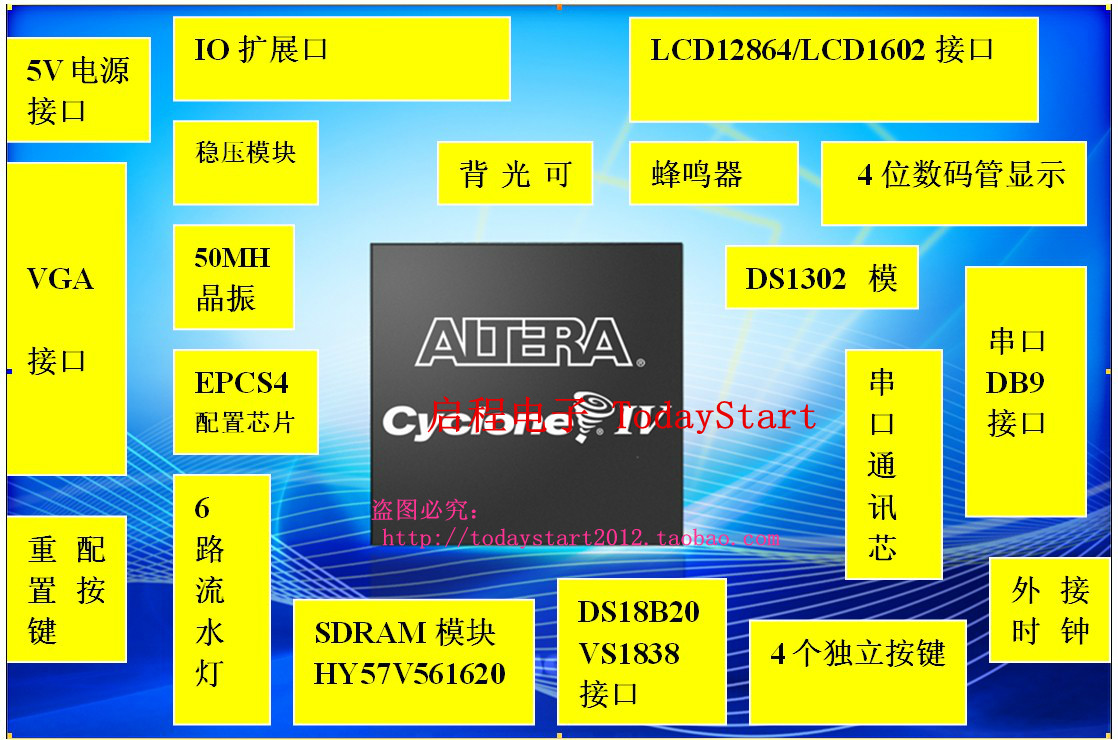 IO 扩展口
LCD12864/LCD1602 接口
5V 电源
接口
稳压模块
背 光 可
蜂鸣器
4 位数码管显示
VGA
接口
50MH
晶振
DS1302 模
EPCS4
配置芯片
ALTERA®
Cyclone® IV
启程电子 TodayStart
串口
DB9
接口
串
口
通
讯
芯
盗图必究:
http://todaystart2012.taobao.com
重 配
置 按
键
6
路
流
水
灯
SDRAM 模块
HY57V561620
DS18B20
VS1838
接口
4 个独立按键
外 接
时 钟